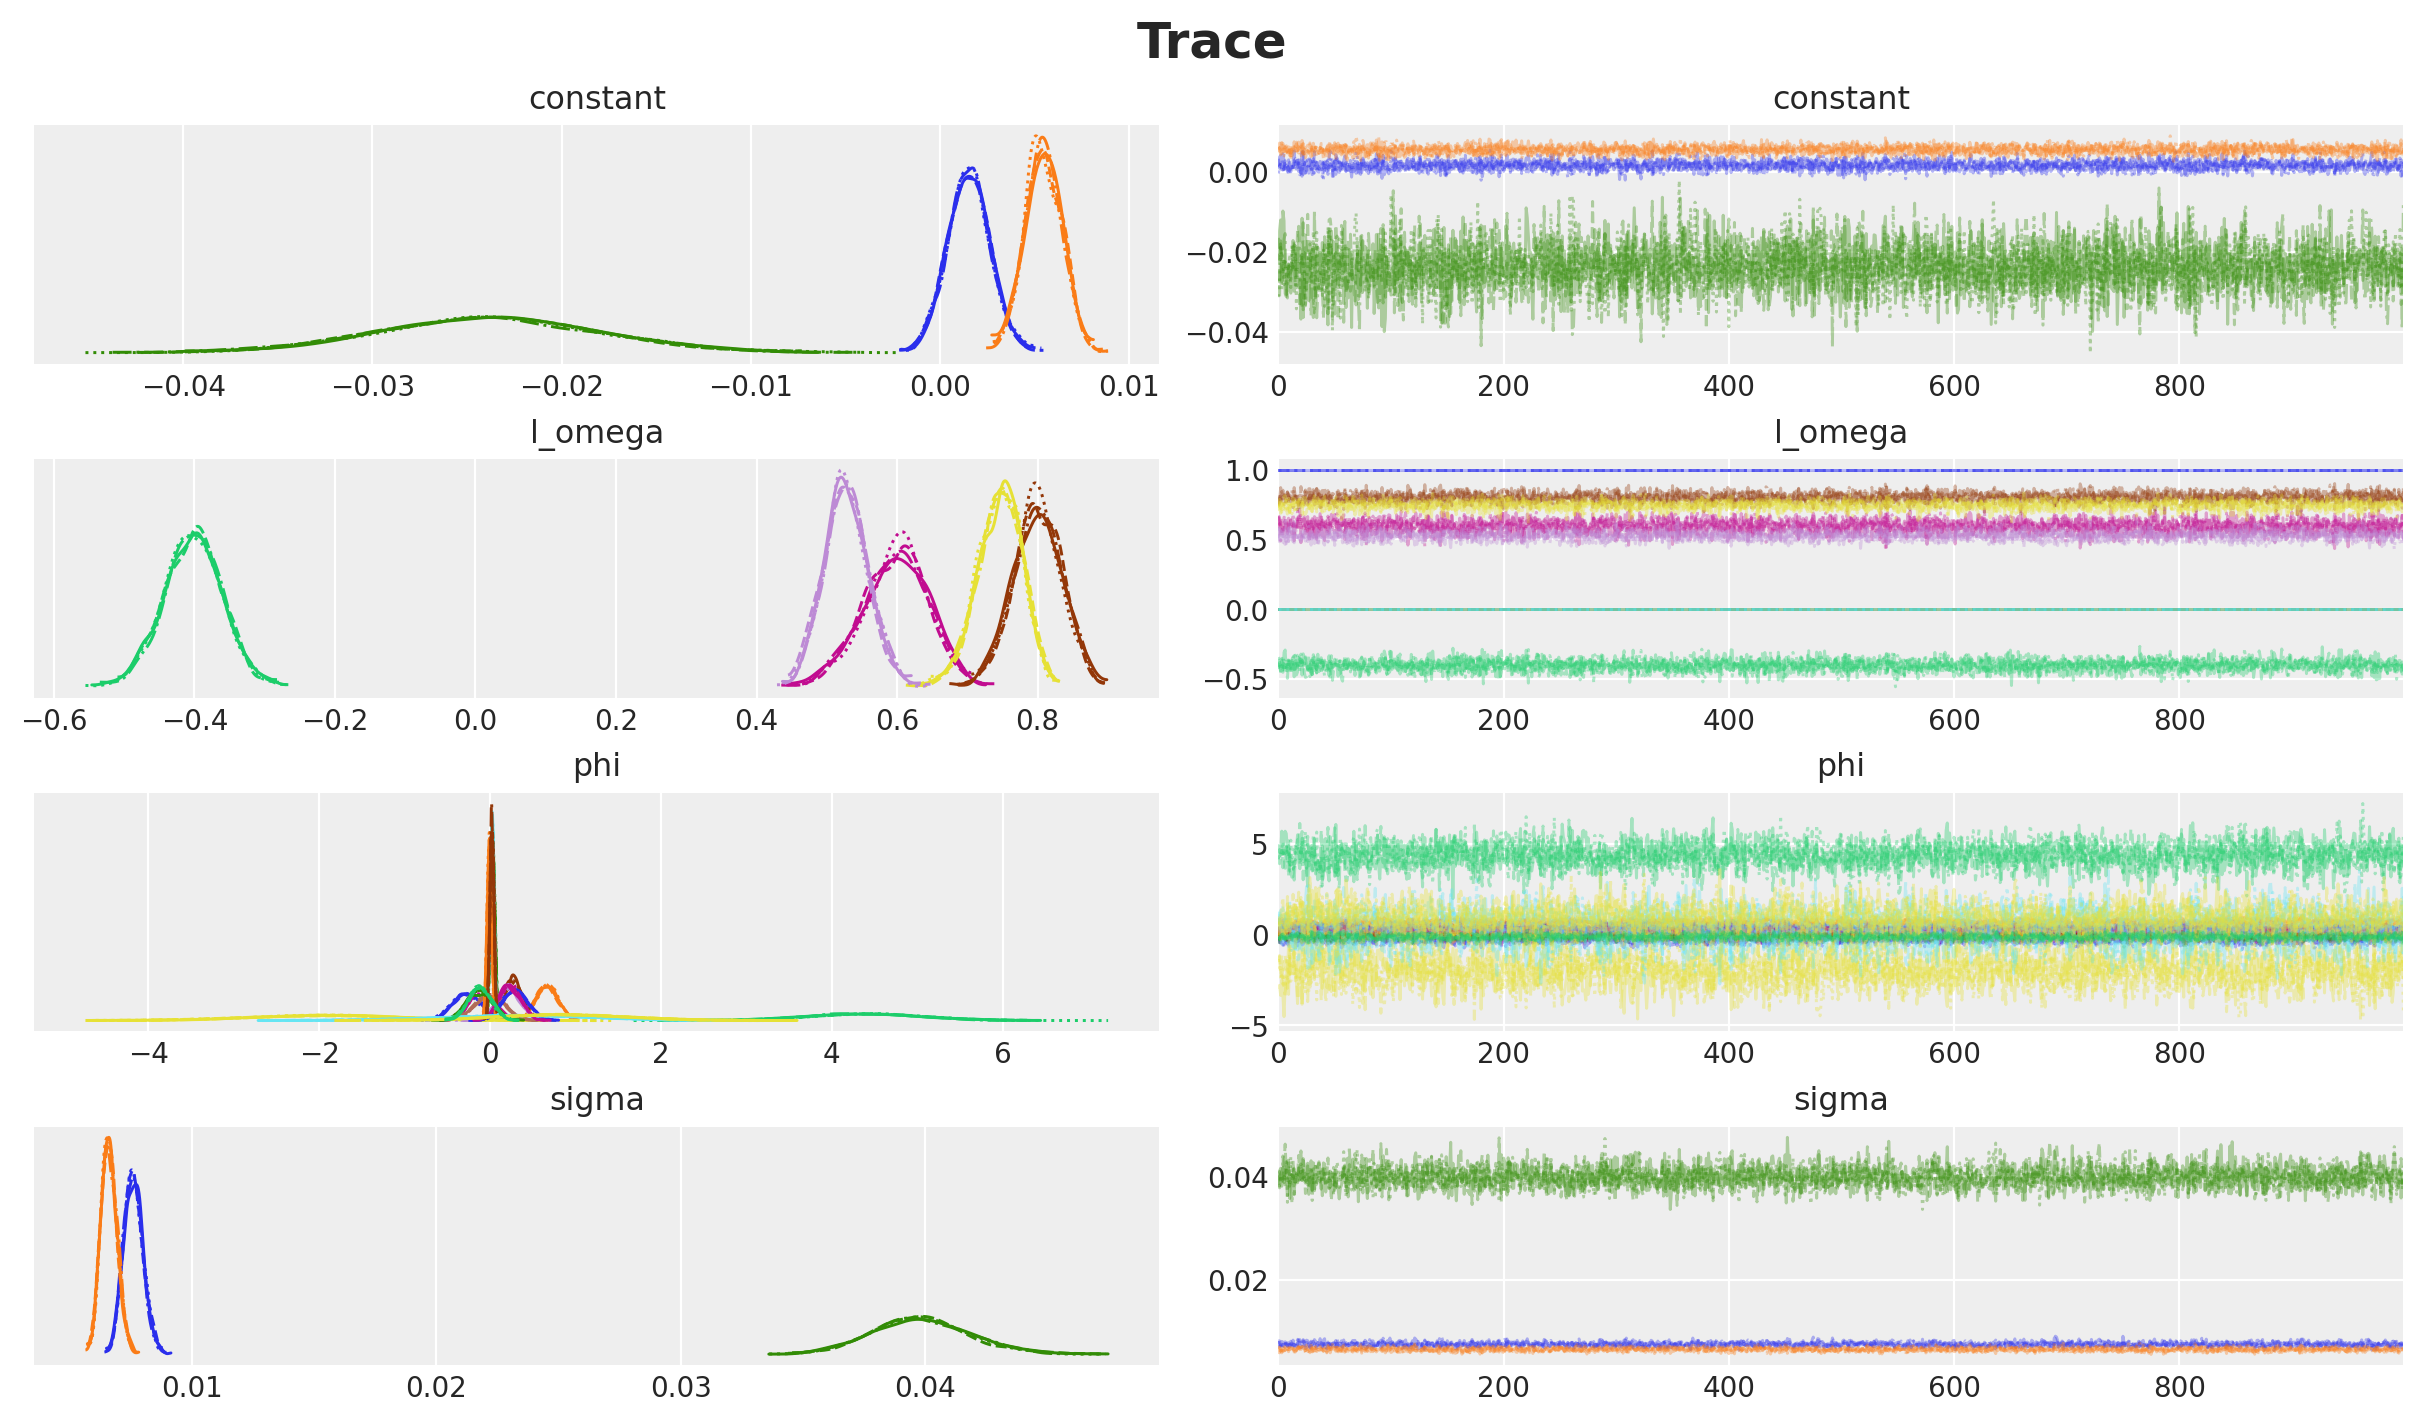 Trace
constant constant
0.00
−0.02
−0.04
−0.04 −0.03 −0.02 −0.01 0.00 0.01 0 200 400 600 800
l_omega l_omega
1.0
0.5
0.0
−0.5
−0.6 −0.4 −0.2 0.0 0.2 0.4 0.6 0.8 0 200 400 600 800
phi phi
5
0
−5
−4 −2 0 2 4 6 0 200 400 600 800
sigma sigma
0.04
0.02
0.01 0.02 0.03 0.04 0 200 400 600 800